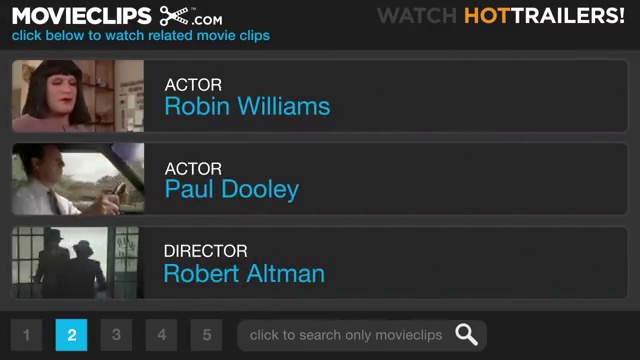 MOVIECLIPS .COM
WATCH HOTTRAILERS!
click below to watch related movie clips
ACTOR
Robin Williams
ACTOR
Paul Dooley
DIRECTOR
Robert Altman
1 2 3 4 5 click to search only movieclips